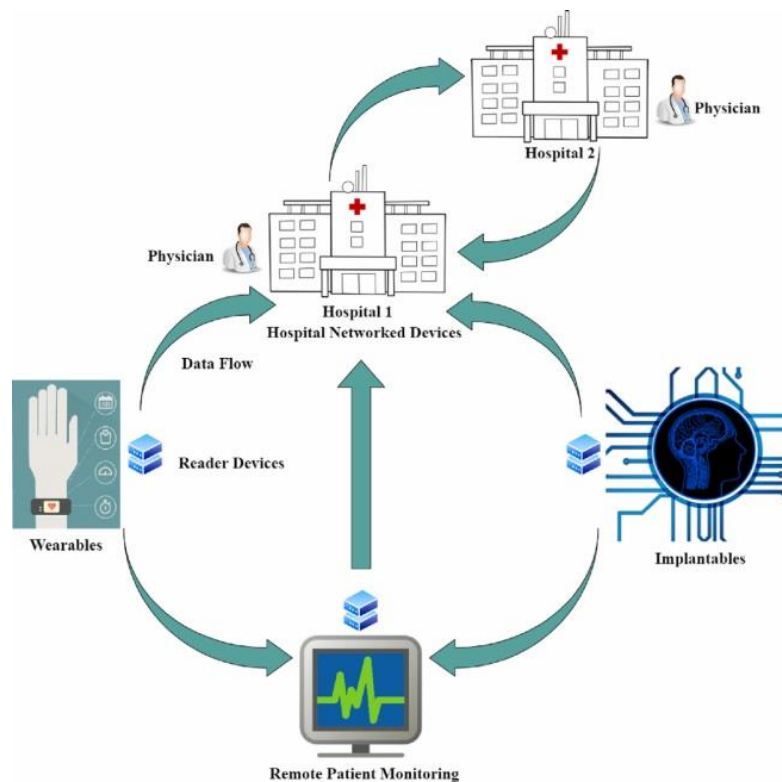 Physician
Hospital 2
Physician
Hospital 1
Hospital Networked Devices
Data Flow
Reader Devices
Wearables
Implantables
Remote Patient Monitoring